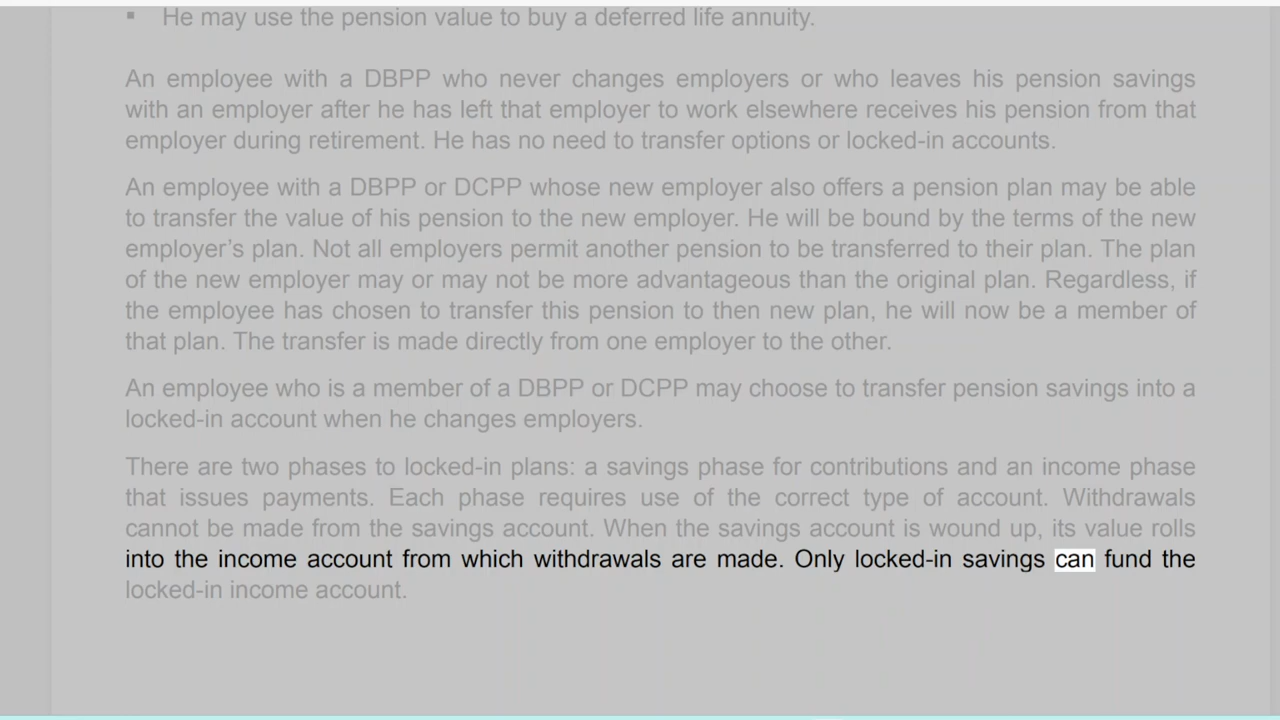 ▪ He may use the pension value to buy a deferred life annuity.
An employee with a DBPP who never changes employers or who leaves his pension savings
with an employer after he has left that employer to work elsewhere receives his pension from that
employer during retirement. He has no need to transfer options or locked-in accounts.
An employee with a DBPP or DCPP whose new employer also offers a pension plan may be able
to transfer the value of his pension to the new employer. He will be bound by the terms of the new
employer’s plan. Not all employers permit another pension to be transferred to their plan. The plan
of the new employer may or may not be more advantageous than the original plan. Regardless, if
the employee has chosen to transfer this pension to then new plan, he will now be a member of
that plan. The transfer is made directly from one employer to the other.
An employee who is a member of a DBPP or DCPP may choose to transfer pension savings into a
locked-in account when he changes employers.
There are two phases to locked-in plans: a savings phase for contributions and an income phase
that issues payments. Each phase requires use of the correct type of account. Withdrawals
cannot be made from the savings account. When the savings account is wound up, its value rolls
into the income account from which withdrawals are made. Only locked-in savings can fund the
locked-in income account.